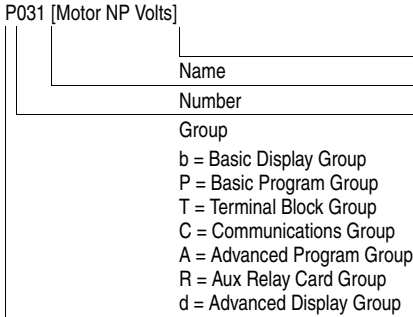 P031 [Motor NP Volts]
Name
Number
Group
b = Basic Display Group
P = Basic Program Group
T = Terminal Block Group
C = Communications Group
A = Advanced Program Group
R = Aux Relay Card Group
d = Advanced Display Group